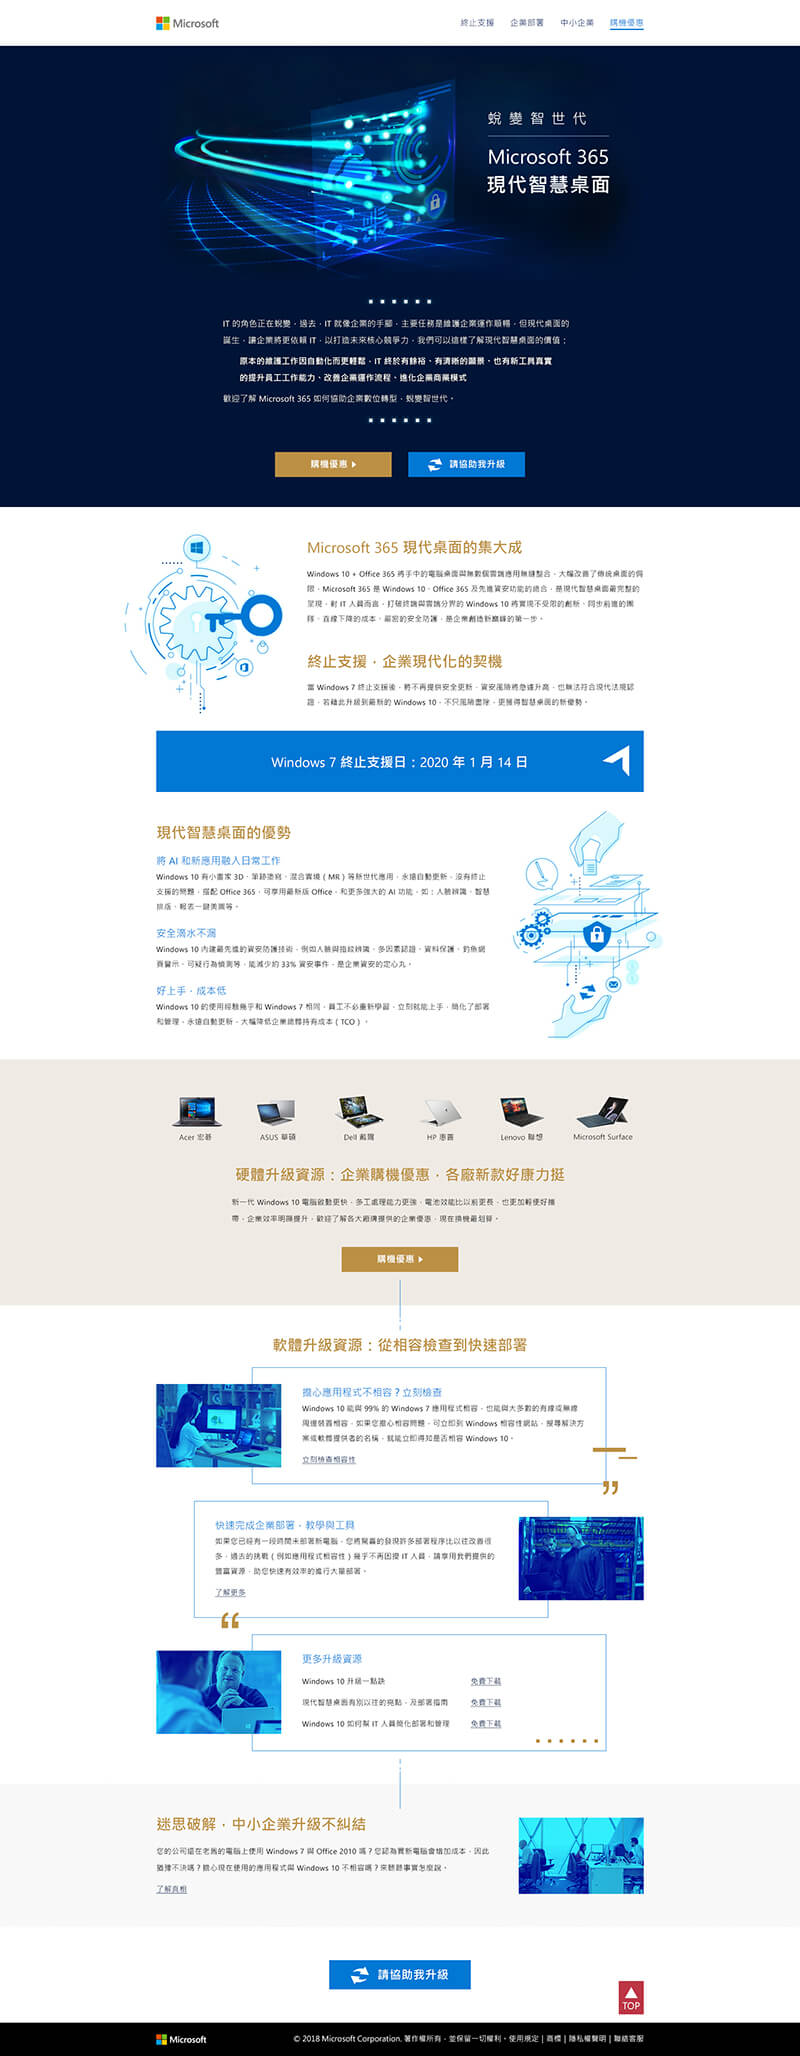 Microsoft
終止支援 企業部署 中小企業 購機優惠
蛻變智世代
Microsoft 365
現代智慧桌面
IT 的角色正在蛻變，過去，IT 就像企業的手腳，主要任務是維護企業運作順暢，但現代桌面的
誕生，讓企業將更依賴 IT，以打造未來核心競爭力，我們可以這樣了解現代智慧桌面的價值：
原本的維護工作因自動化而更輕鬆，IT 終於有餘裕、有清晰的願景、也有新工具真實
的提升員工工作能力、改善企業運作流程、進化企業商業模式
歡迎了解 Microsoft 365 如何協助企業數位轉型，蛻變智世代。
購機優惠 請協助我升級
Microsoft 365 現代桌面的集大成
Windows 10 + Office 365 將手中的電腦桌面與無數個雲端應用無縫整合，大幅改善了傳統桌面的侷
限，Microsoft 365 是 Windows 10、Office 365 及先進資安功能的總合，是現代智慧桌面最完整的
呈現，對 IT 人員而言，打破終端與雲端分界的 Windows 10 將實現不受限的創新、同步前進的團
隊、直線下降的成本、嚴密的安全防護，是企業創造新巔峰的第一步。
終止支援，企業現代化的契機
當 Windows 7 終止支援後，將不再提供安全更新，資安風險將急遽升高，也無法符合現代法規認
證，若藉此升級到最新的 Windows 10，不只風險盡除，更獲得智慧桌面的新優勢。
Windows 7 終止支援日：2020 年 1 月 14 日
現代智慧桌面的優勢
將 AI 和新應用融入日常工作
Windows 10 有小畫家 3D、筆跡塗寫、混合實境（MR）等新世代應用，永遠自動更新，沒有終止
支援的問題，搭配 Office 365，可享用最新版 Office，和更多強大的 AI 功能，如：人臉辨識、智慧
排版、報表一鍵美圖等。
安全滴水不漏
Windows 10 內建最先進的資安防護技術，例如人臉與指紋辨識、多因素認證、資料保護、釣魚網
頁警示、可疑行為偵測等，能減少約 33% 資安事件，是企業資安的定心丸。
好上手，成本低
Windows 10 的使用經驗幾乎和 Windows 7 相同，員工不必重新學習，立刻就能上手，簡化了部署
和管理，永遠自動更新，大幅降低企業總體持有成本（TCO）。
Acer 宏碁 ASUS 華碩 Dell 戴爾 HP 惠普 Lenovo 聯想 Microsoft Surface
硬體升級資源：企業購機優惠，各廠新款好康力挺
新一代 Windows 10 電腦啟動更快，多工處理能力更強，電池效能比以前更長，也更加輕便好攜
帶，企業效率明顯提升，歡迎了解各大廠牌提供的企業優惠，現在換機最划算。
購機優惠
軟體升級資源：從相容檢查到快速部署
擔心應用程式不相容？立刻檢查
Windows 10 能與 99% 的 Windows 7 應用程式相容，也能與大多數的有線或無線
周邊裝置相容，如果您擔心相容問題，可立即到 Windows 相容性網站，搜尋解決方
案或軟體提供者的名稱，就能立即得知是否相容 Windows 10。
立刻檢查相容性
快速完成企業部署，教學與工具
如果您已經有一段時間未部署新電腦，您將驚喜的發現許多部署程序比以往改善很
多，過去的挑戰（例如應用程式相容性）幾乎不再困擾 IT 人員，請享用我們提供的
豐富資源，助您快速有效率的進行大量部署。
了解更多
更多升級資源
Windows 10 升級一點訣 免費下載
現代智慧桌面有別以往的亮點，及部署指南 免費下載
Windows 10 如何幫 IT 人員簡化部署和管理 免費下載
迷思破解，中小企業升級不糾結
您的公司還在老舊的電腦上使用 Windows 7 與 Office 2010 嗎？您認為買新電腦會增加成本，因此
猶豫不決嗎？擔心現在使用的應用程式與 Windows 10 不相容嗎？來聽聽事實怎麼說。
了解真相
請協助我升級
TOP
Microsoft © 2018 Microsoft Corporation. 著作權所有，並保留一切權利。使用規定 | 商標 | 隱私權聲明 | 聯絡客服